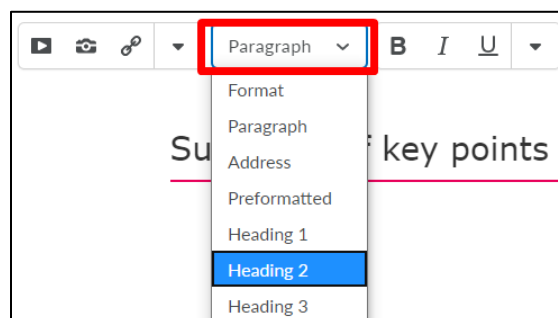 Paragraph B I U
Format
Paragraph
Su f key points
Address
Preformatted
Heading 1
Heading 2
Heading 3